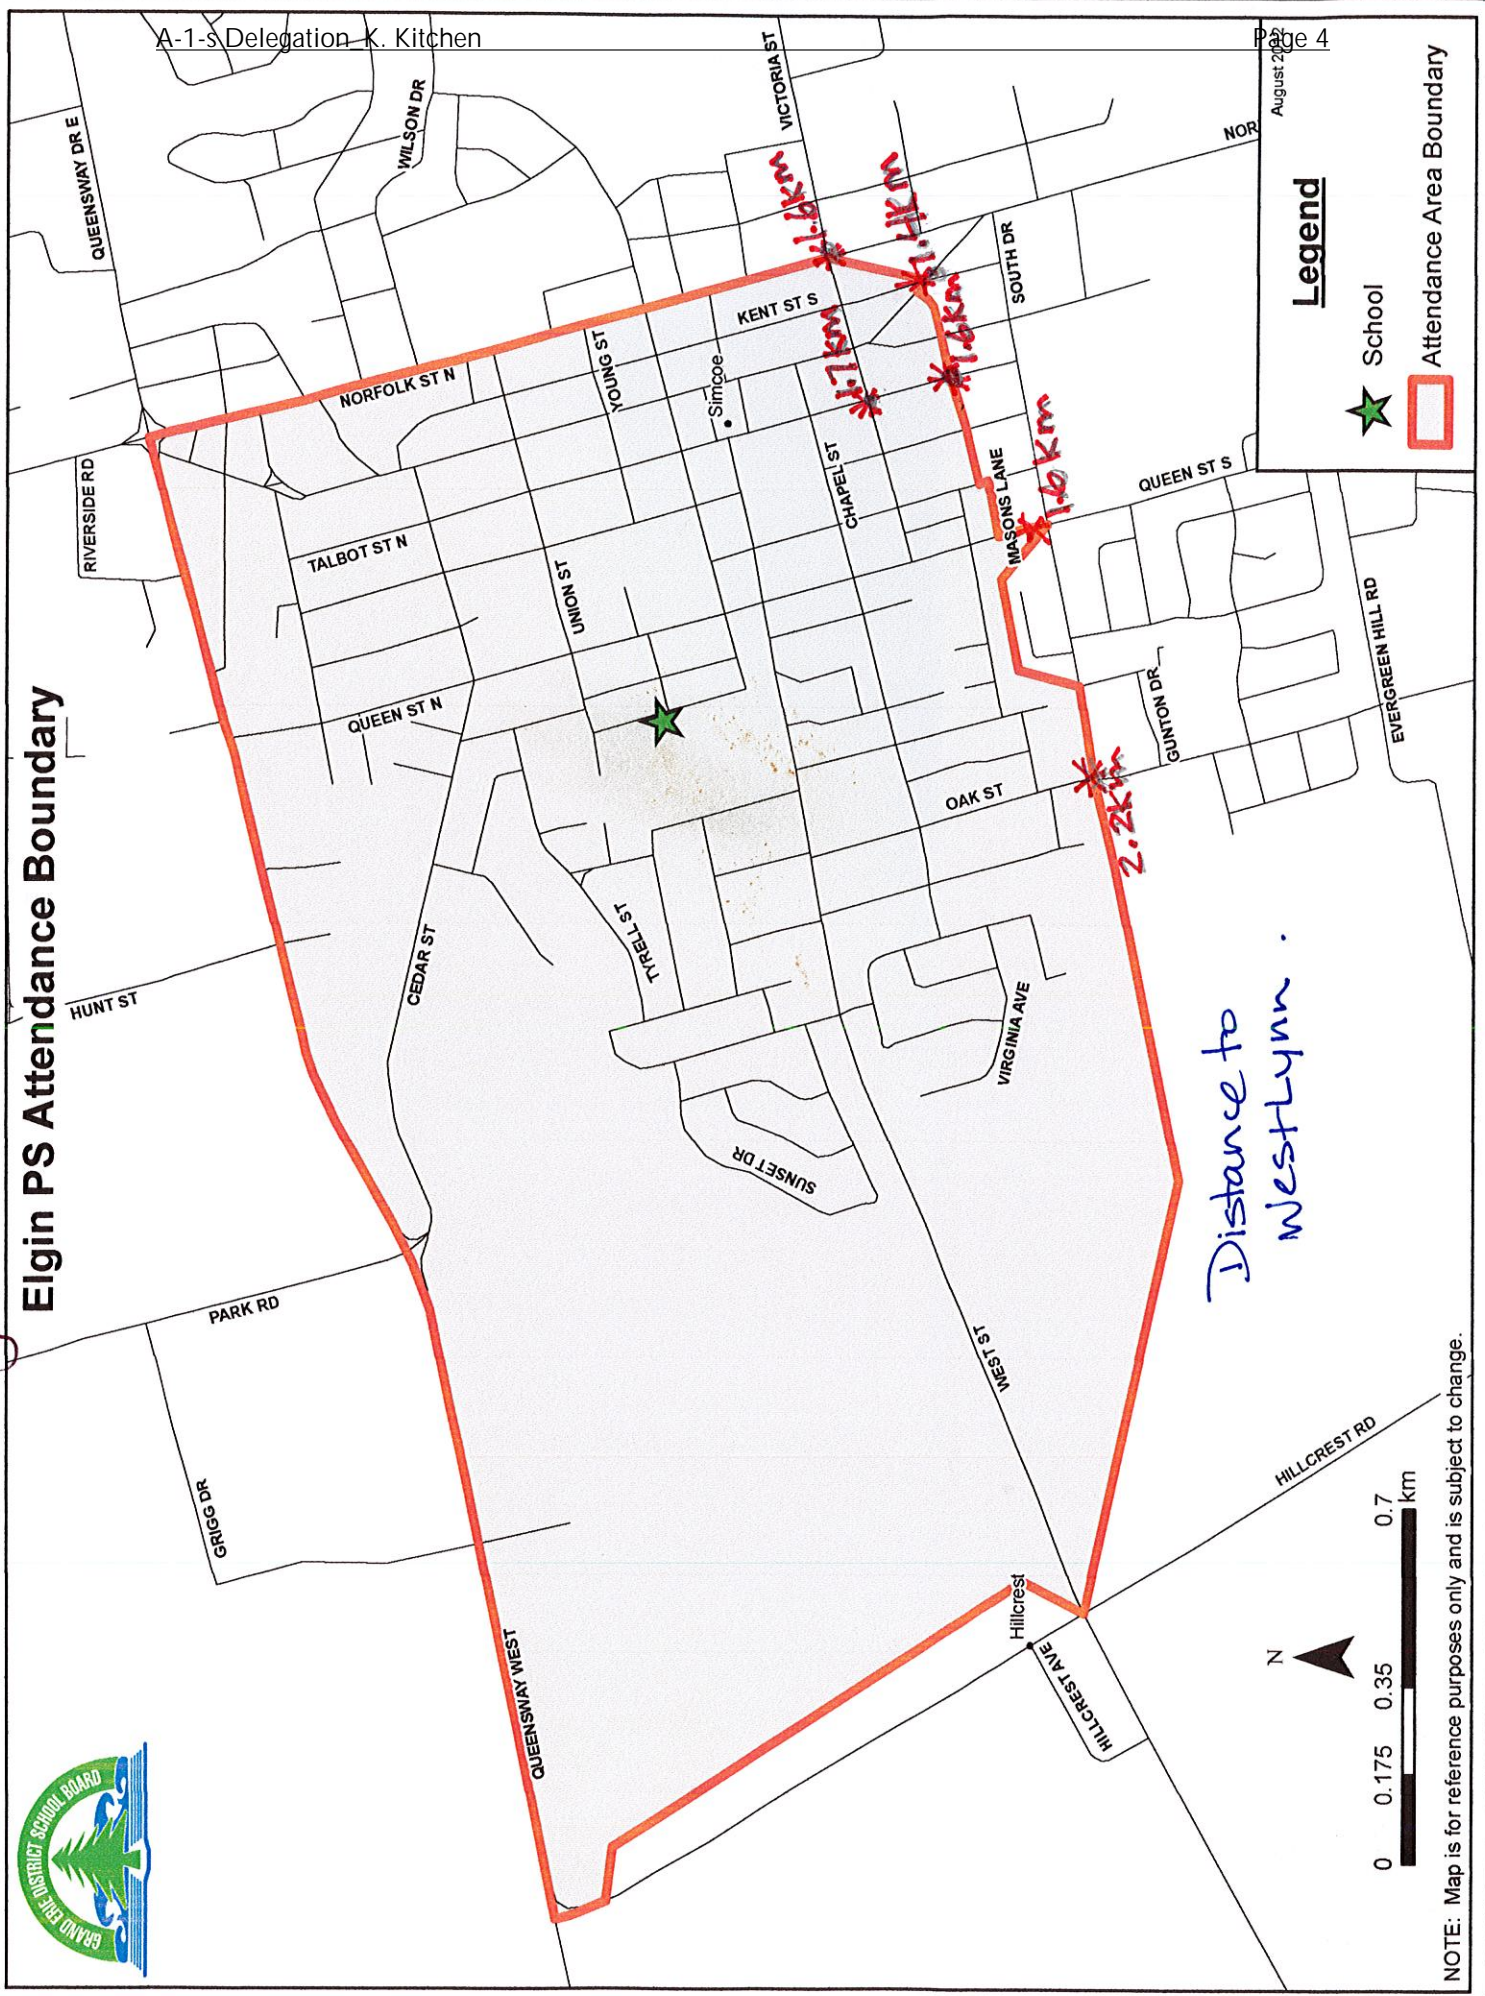 A-1-s Delegation_K. Kitchen
Page 4
Elgin PS Attendance Boundary
GRAND ERIE DISTRICT SCHOOL BOARD
QUEENSWAY DR E
WILSON DR
VICTORIA ST
RIVERSIDE RD
NORFOLK ST N
KENT ST S
YOUNG ST
Simcoe
SOUTH DR
NOR
TALBOT ST N
UNION ST
CHAPEL ST
MASONS LANE
QUEEN ST S
QUEEN ST N
GUNTON DR
EVERGREEN HILL RD
OAK ST
HUNT ST
CEDAR ST
TYRELL ST
VIRGINIA AVE
SUNSET DR
PARK RD
WEST ST
GRIGG DR
HILLCREST RD
QUEENSWAY WEST
Hillcrest
HILLCREST AVE
1.6km
1.7km
1.6km
1.6km
2.2km
Distance to
West Lynn.
Legend
School
Attendance Area Boundary
N
0 0.175 0.35 0.7
km
NOTE: Map is for reference purposes only and is subject to change.